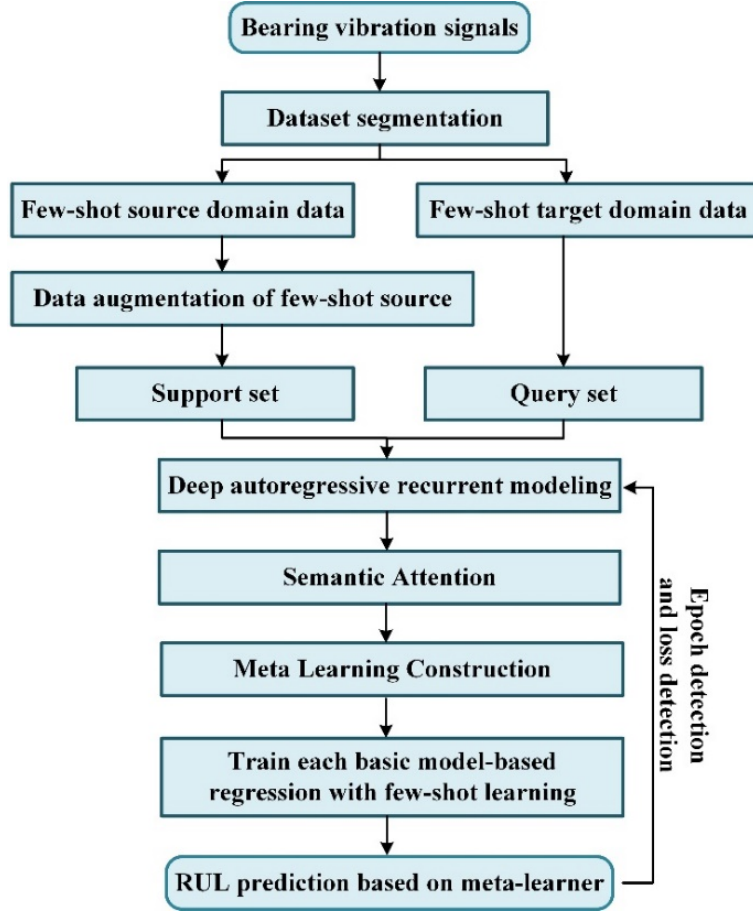 Bearing vibration signals
Dataset segmentation
Few-shot source domain data
Few-shot target domain data
Data augmentation of few-shot source
Support set
Query set
Deep autoregressive recurrent modeling
Semantic Attention
Meta Learning Construction
Train each basic model-based
regression with few-shot learning
RUL prediction based on meta-learner
Epoch detection
and loss detection